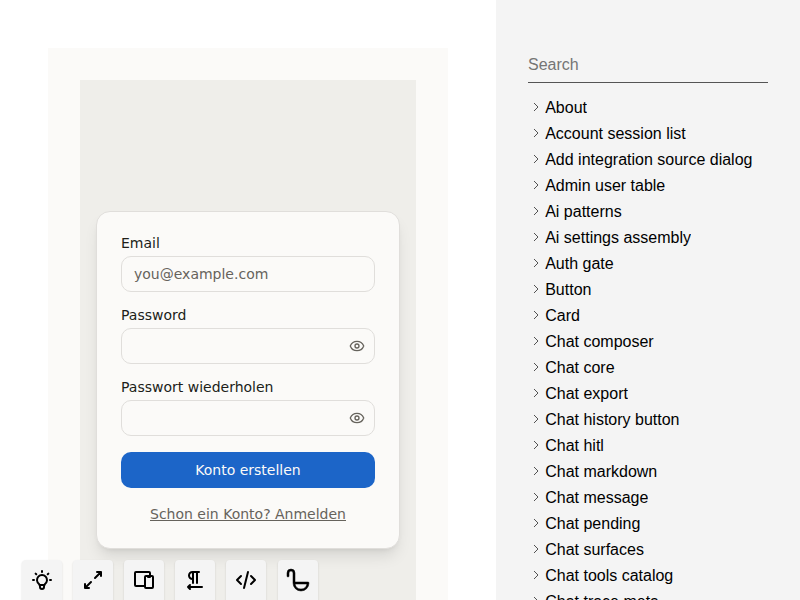 Email
you@example.com
Password
Passwort wiederholen
Konto erstellen
Schon ein Konto? Anmelden
Search
About
Account session list
Add integration source dialog
Admin user table
Ai patterns
Ai settings assembly
Auth gate
Button
Card
Chat composer
Chat core
Chat export
Chat history button
Chat hitl
Chat markdown
Chat message
Chat pending
Chat surfaces
Chat tools catalog